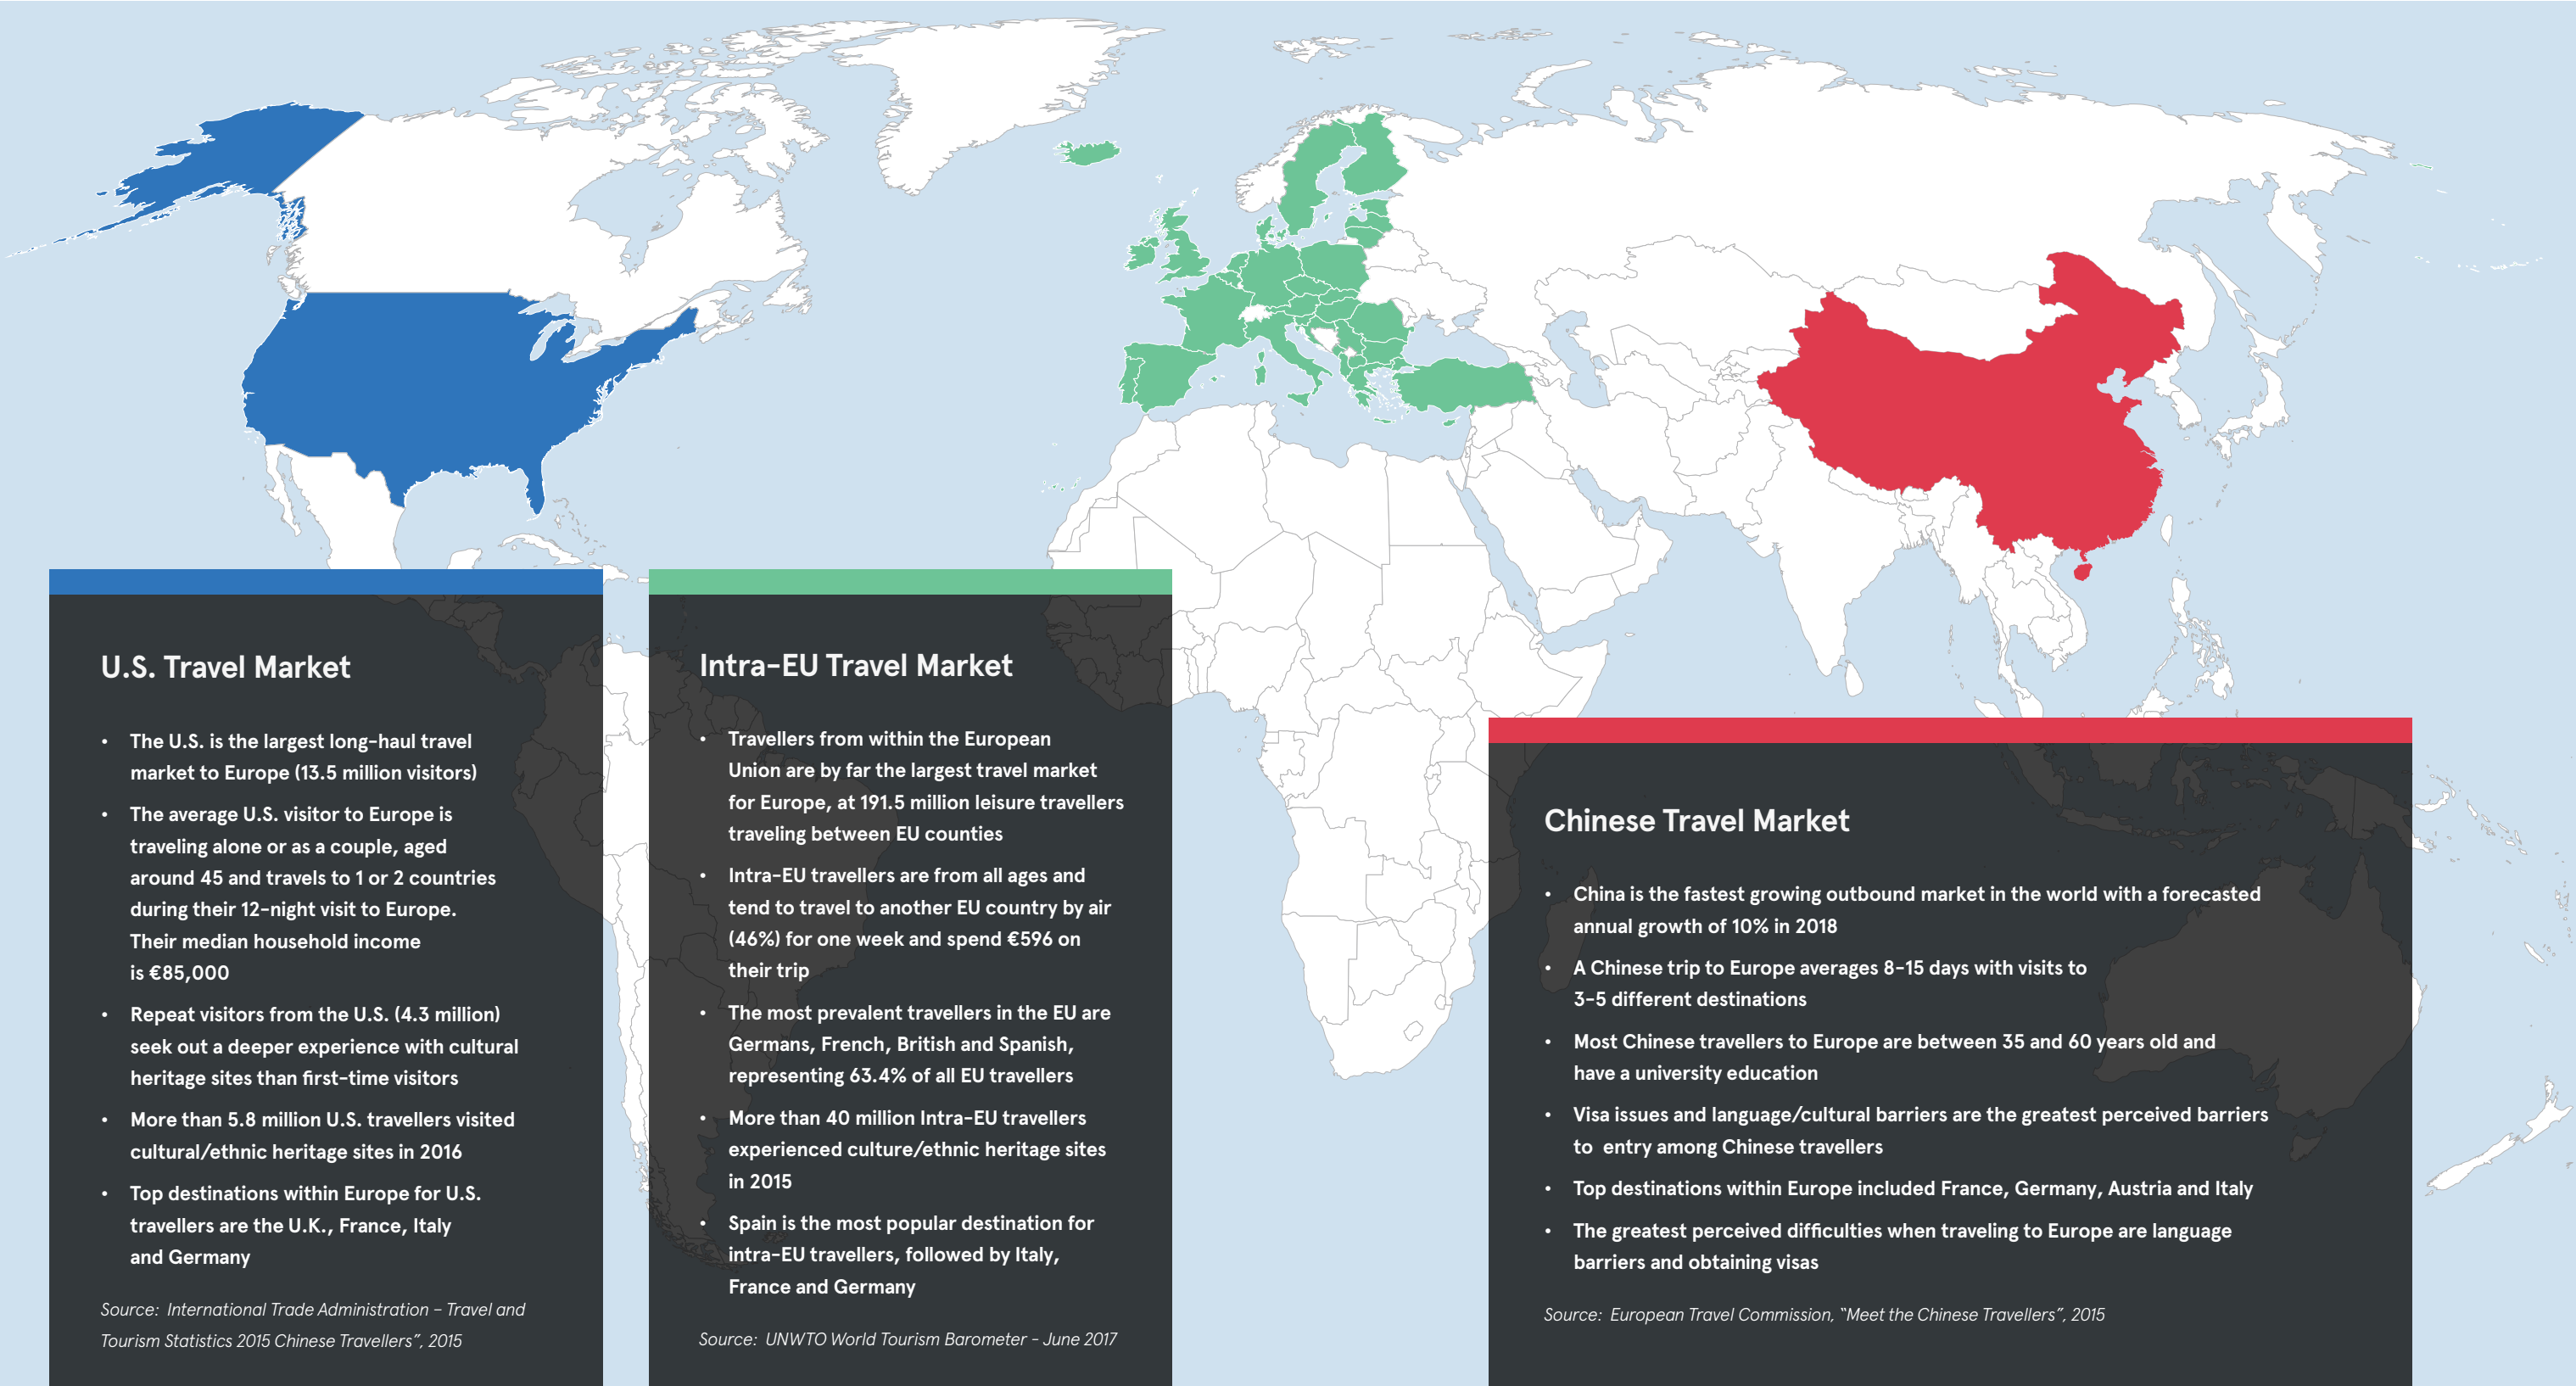 U.S. Travel Market
• The U.S. is the largest long-haul travel
market to Europe (13.5 million visitors)
• The average U.S. visitor to Europe is
traveling alone or as a couple, aged
around 45 and travels to 1 or 2 countries
during their 12-night visit to Europe.
Their median household income
is €85,000
• Repeat visitors from the U.S. (4.3 million)
seek out a deeper experience with cultural
heritage sites than first-time visitors
• More than 5.8 million U.S. travellers visited
cultural/ethnic heritage sites in 2016
• Top destinations within Europe for U.S.
travellers are the U.K., France, Italy
and Germany
Source: International Trade Administration – Travel and
Tourism Statistics 2015 Chinese Travellers”, 2015
Intra-EU Travel Market
• Travellers from within the European
Union are by far the largest travel market
for Europe, at 191.5 million leisure travellers
traveling between EU counties
• Intra-EU travellers are from all ages and
tend to travel to another EU country by air
(46%) for one week and spend €596 on
their trip
• The most prevalent travellers in the EU are
Germans, French, British and Spanish,
representing 63.4% of all EU travellers
• More than 40 million Intra-EU travellers
experienced culture/ethnic heritage sites
in 2015
• Spain is the most popular destination for
intra-EU travellers, followed by Italy,
France and Germany
Source: UNWTO World Tourism Barometer - June 2017
Chinese Travel Market
• China is the fastest growing outbound market in the world with a forecasted
annual growth of 10% in 2018
• A Chinese trip to Europe averages 8-15 days with visits to
3-5 different destinations
• Most Chinese travellers to Europe are between 35 and 60 years old and
have a university education
• Visa issues and language/cultural barriers are the greatest perceived barriers
to entry among Chinese travellers
• Top destinations within Europe included France, Germany, Austria and Italy
• The greatest perceived difficulties when traveling to Europe are language
barriers and obtaining visas
Source: European Travel Commission, “Meet the Chinese Travellers”, 2015